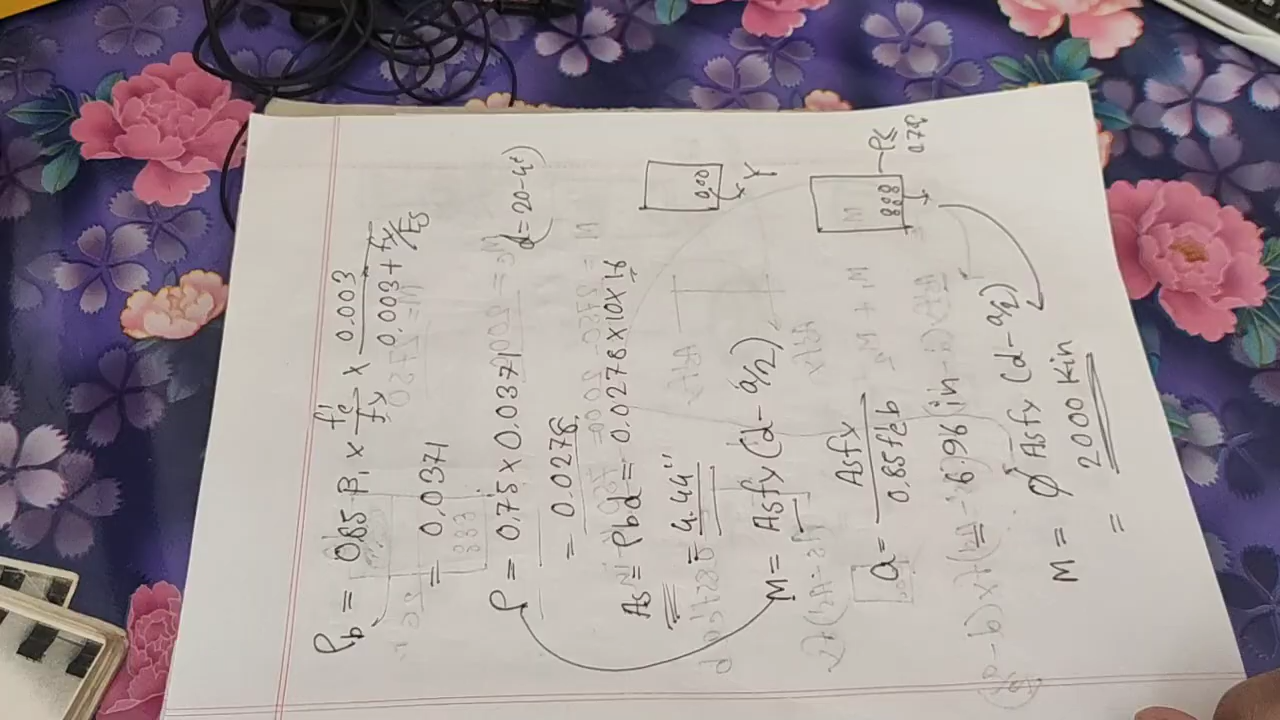 ρb = 0.85 β1 x f'c/fy x 0.003/(0.003 + fy/Es)
= 0.0371
ρ = 0.75 x 0.0371
d = 20-4
= 0.0278
As = ρbd = 0.0278 x 10 x 16
= 4.44"
M = Asfy (d - a/2)
a = Asfy/0.85f'cb
= 6.96 in
M = Ø Asfy (d - a/2)
= 2000 Kin